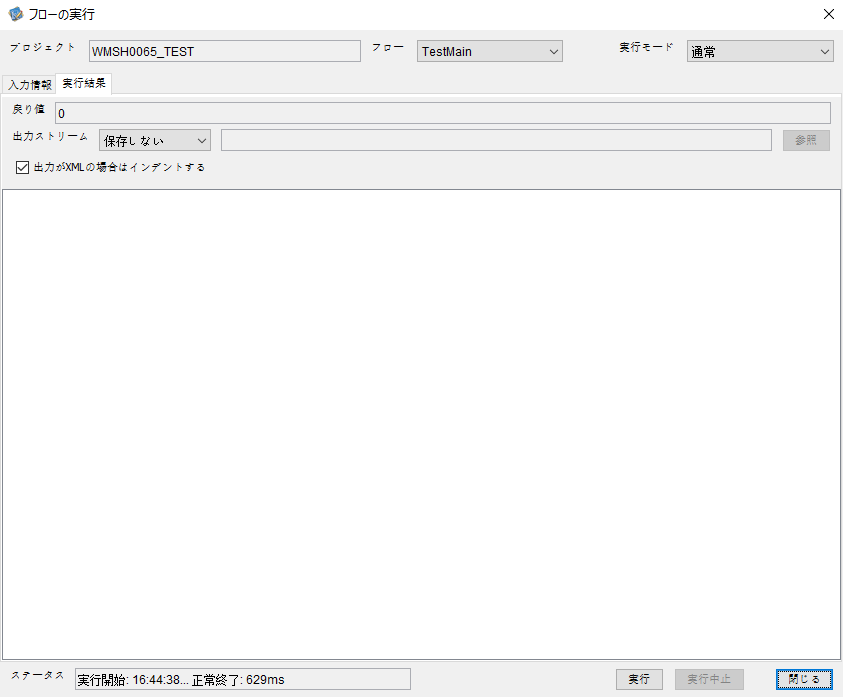 フローの実行
プロジェクト WMSH0065_TEST フロー TestMain 実行モード 通常
入力情報 実行結果
戻り値 0
出力ストリーム 保存しない 参照
出力がXMLの場合はインデントする
ステータス 実行開始: 16:44:38... 正常終了: 629ms 実行 実行中止 閉じる